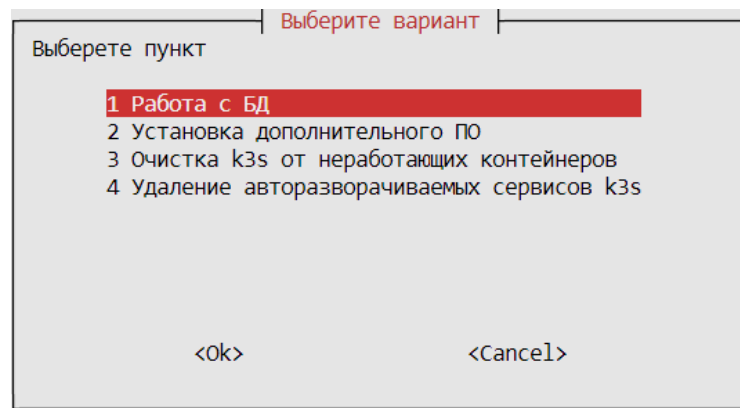 Выберите вариант
Выберете пункт
1 Работа с БД
2 Установка дополнительного ПО
3 Очистка k3s от неработающих контейнеров
4 Удаление авторазворачиваемых сервисов k3s
<Ok> <Cancel>